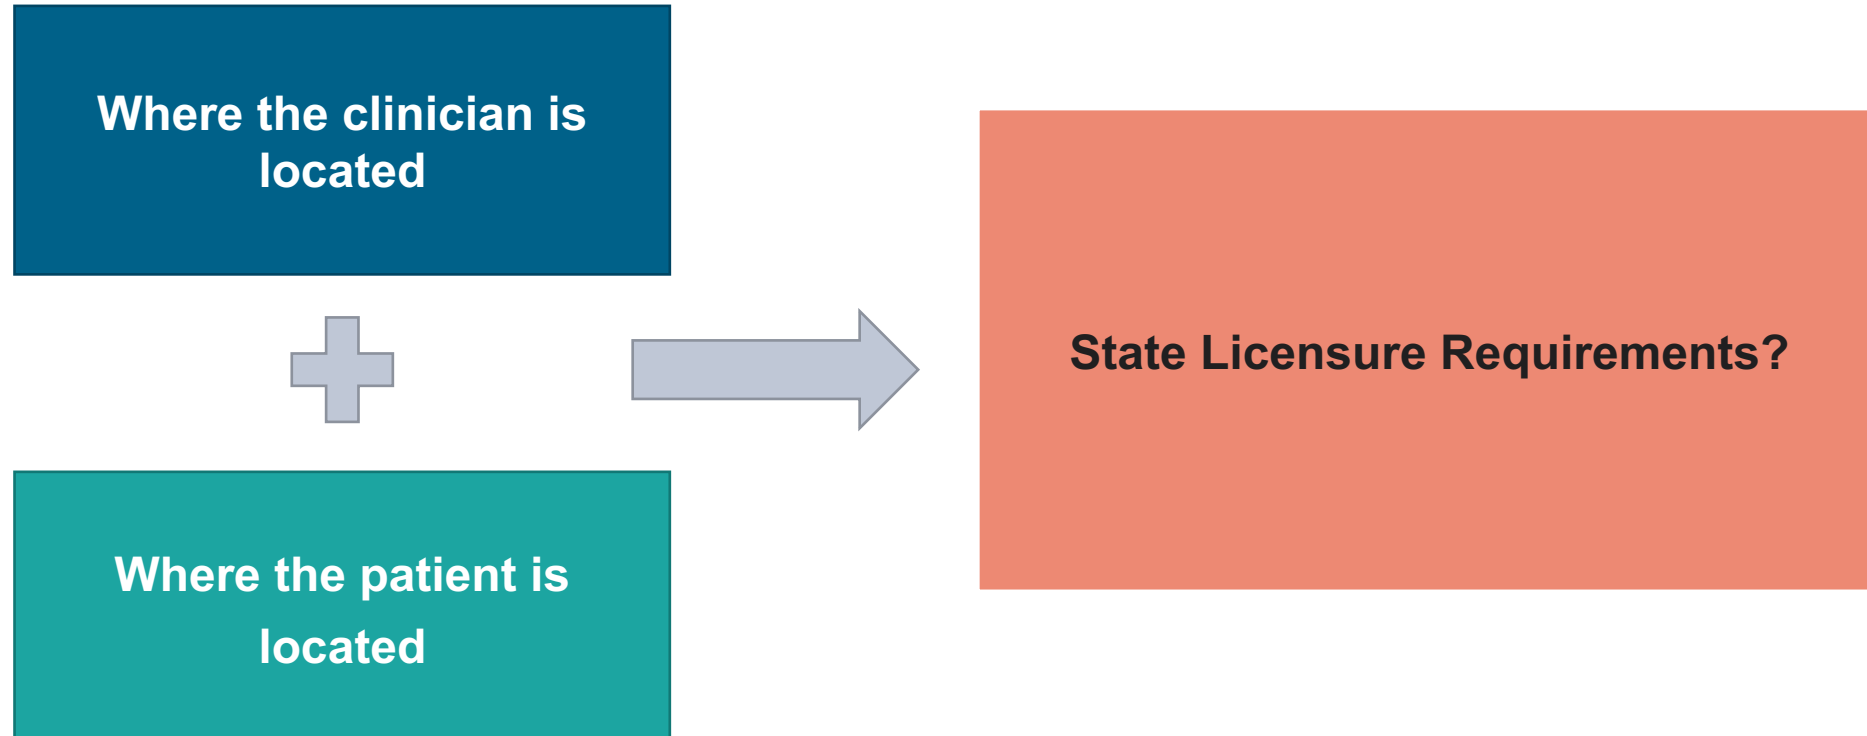 Where the clinician is
located
State Licensure Requirements?
Where the patient is
located